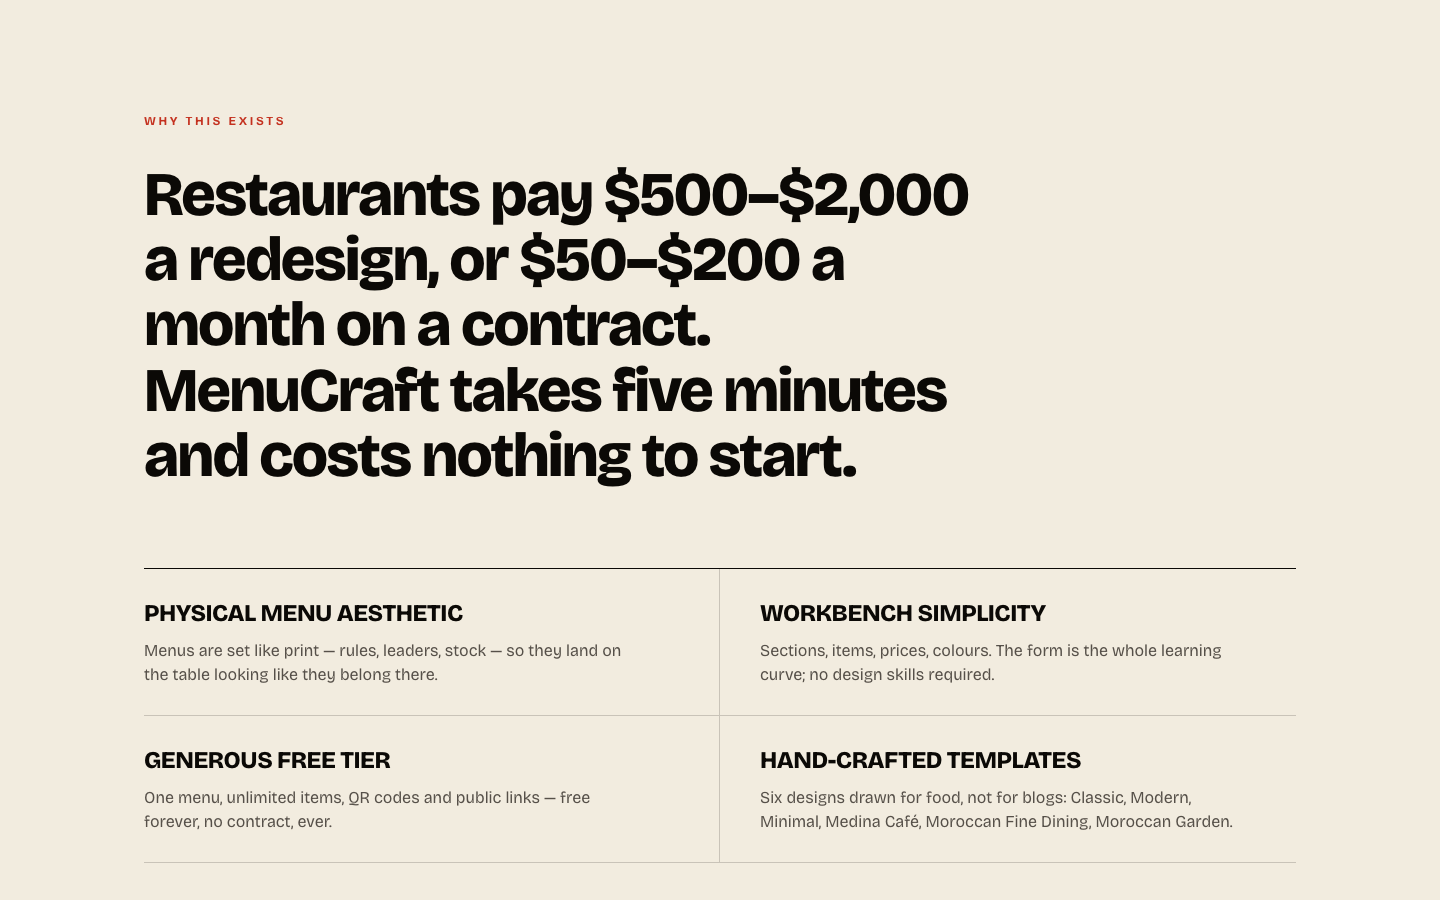 WHY THIS EXISTS
Restaurants pay $500–$2,000
a redesign, or $50–$200 a
month on a contract.
MenuCraft takes five minutes
and costs nothing to start.
PHYSICAL MENU AESTHETIC
Menus are set like print — rules, leaders, stock — so they land on
the table looking like they belong there.
WORKBENCH SIMPLICITY
Sections, items, prices, colours. The form is the whole learning
curve; no design skills required.
GENEROUS FREE TIER
One menu, unlimited items, QR codes and public links — free
forever, no contract, ever.
HAND-CRAFTED TEMPLATES
Six designs drawn for food, not for blogs: Classic, Modern,
Minimal, Medina Café, Moroccan Fine Dining, Moroccan Garden.